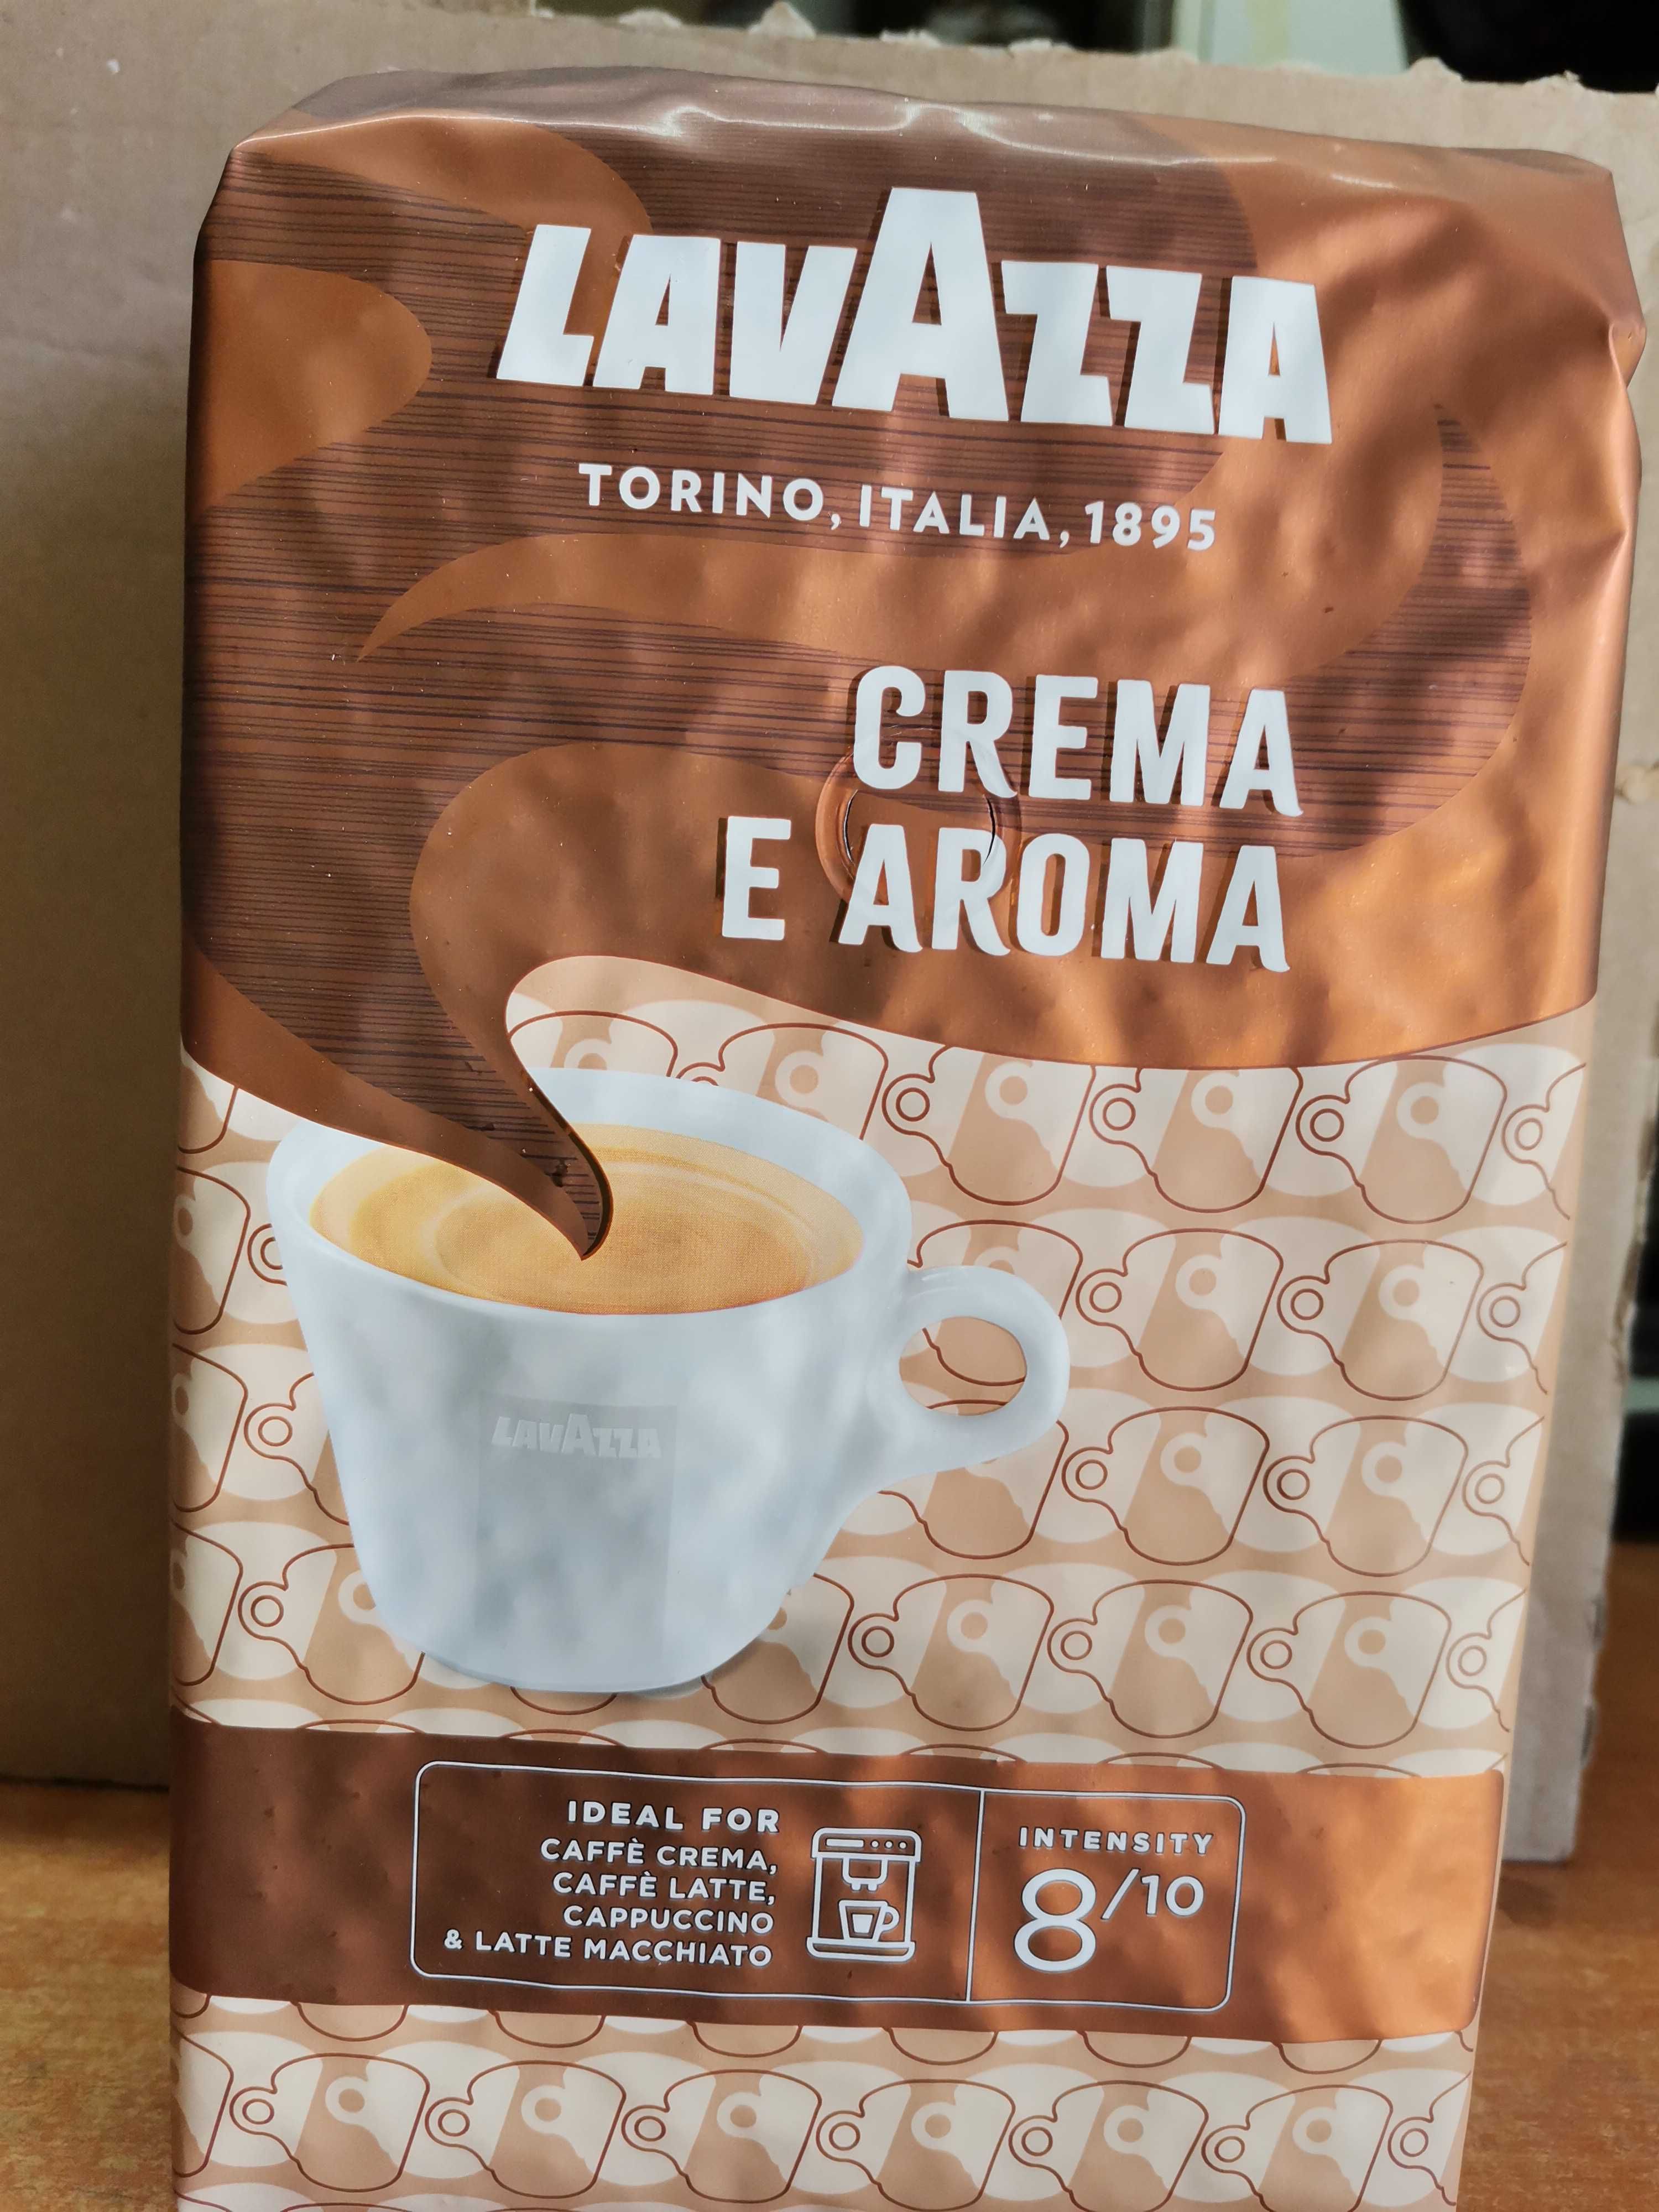 LAVAZZA
TORINO, ITALIA, 1895
CREMA
E AROMA
LAVAZZA
IDEAL FOR
CAFFÈ CREMA,
CAFFÈ LATTE,
CAPPUCCINO
& LATTE MACCHIATO
INTENSITY
8/10